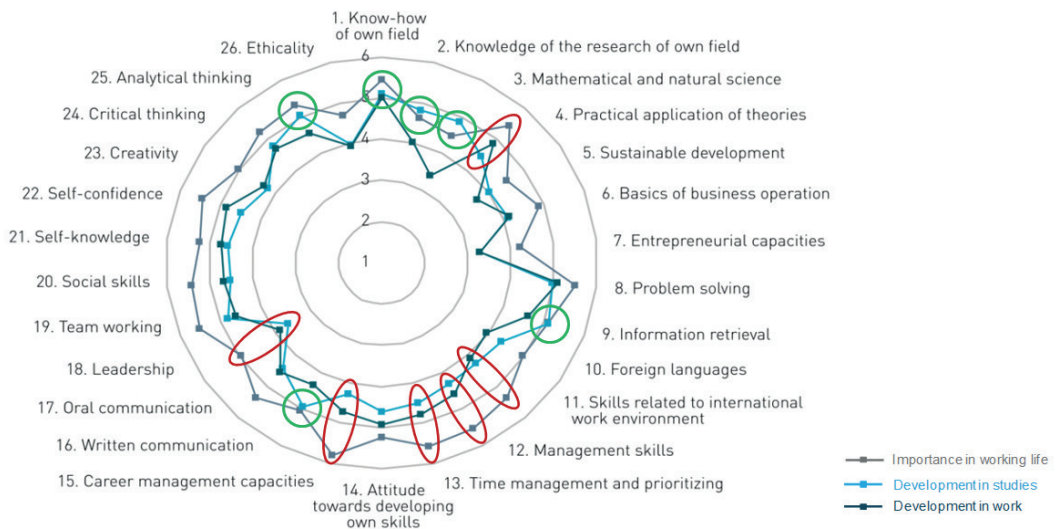 1. Know-how
of own field
2. Knowledge of the research of own field
3. Mathematical and natural science
4. Practical application of theories
5. Sustainable development
6. Basics of business operation
7. Entrepreneurial capacities
8. Problem solving
9. Information retrieval
10. Foreign languages
11. Skills related to international
work environment
12. Management skills
13. Time management and prioritizing
14. Attitude
towards developing
own skills
15. Career management capacities
16. Written communication
17. Oral communication
18. Leadership
19. Team working
20. Social skills
21. Self-knowledge
22. Self-confidence
23. Creativity
24. Critical thinking
25. Analytical thinking
26. Ethicality
6
5
4
3
2
1
Importance in working life
Development in studies
Development in work